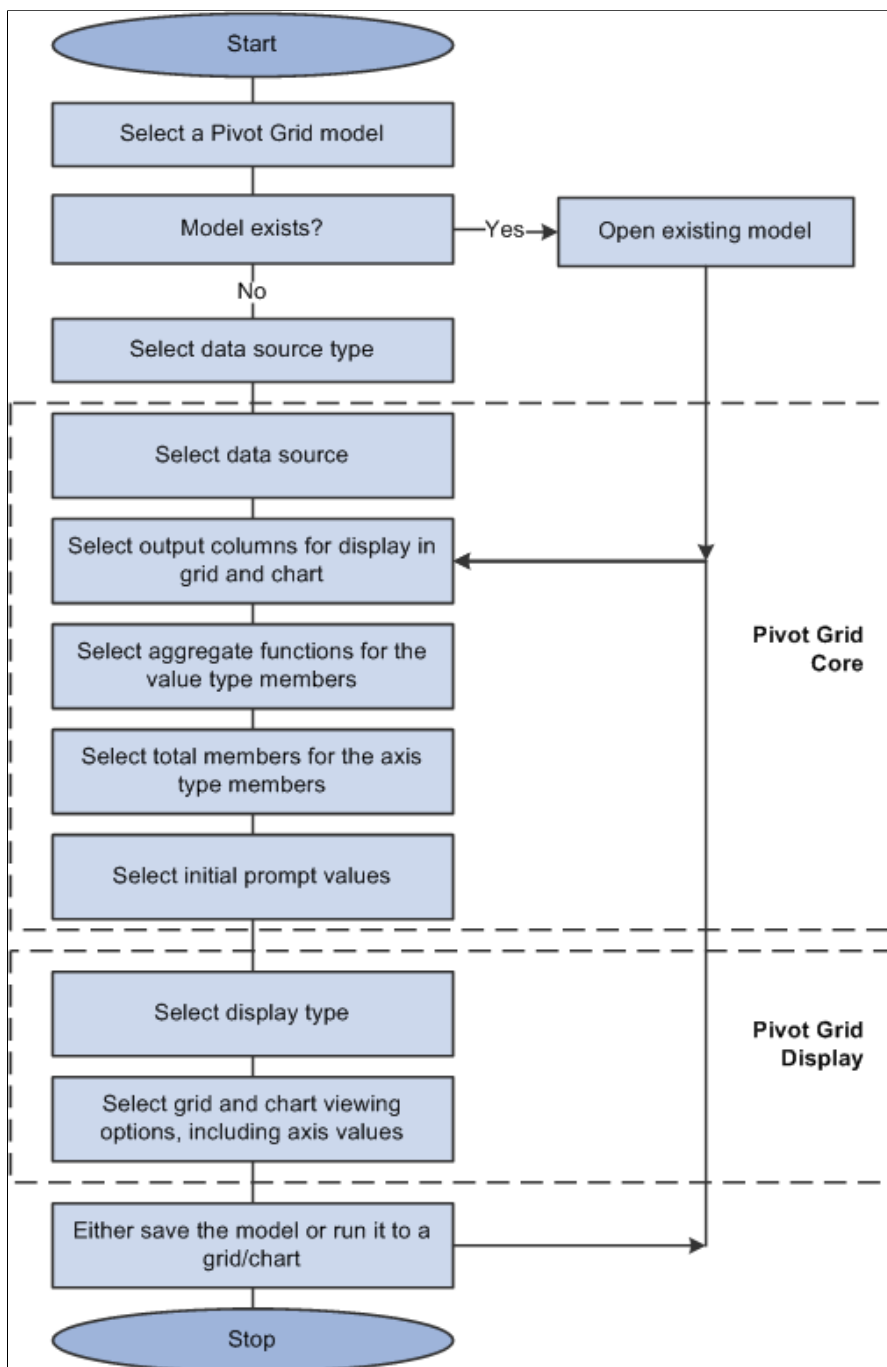 Start
Select a Pivot Grid model
Model exists?
Yes
Open existing model
No
Select data source type
Select data source
Select output columns for display in
grid and chart
Select aggregate functions for the
value type members
Pivot Grid
Core
Select total members for the axis
type members
Select initial prompt values
Select display type
Pivot Grid
Display
Select grid and chart viewing
options, including axis values
Either save the model or run it to a
grid/chart
Stop